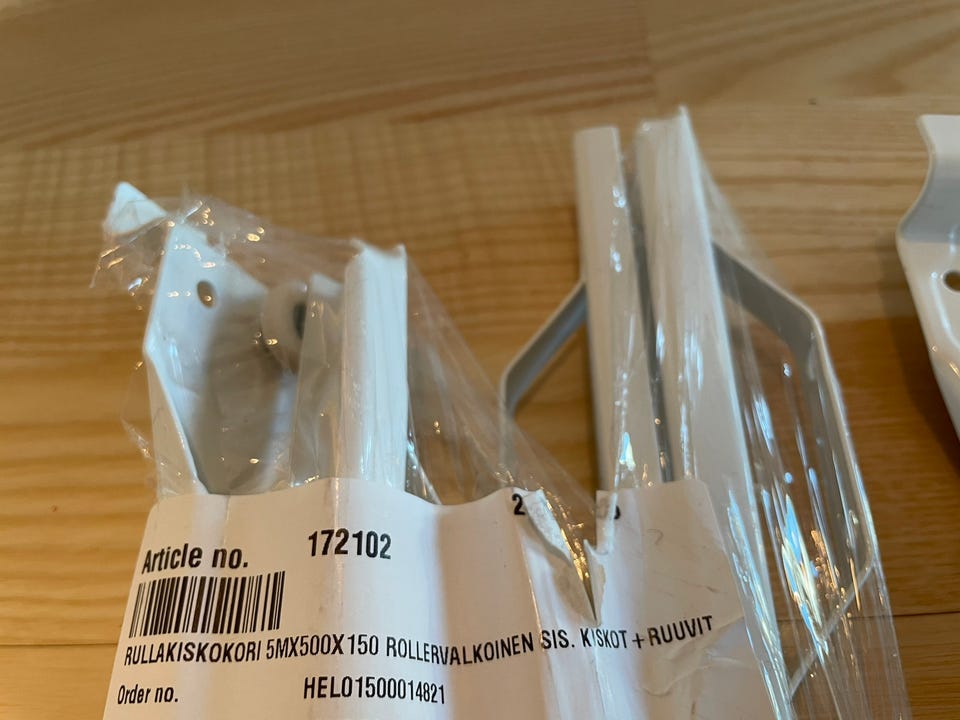 Article no. 172102
RULLAKISKOKORI 5MX500X150 ROLLERVALKOINEN SIS. KISKOT+RUUVIT
Order no. HEL01500014821